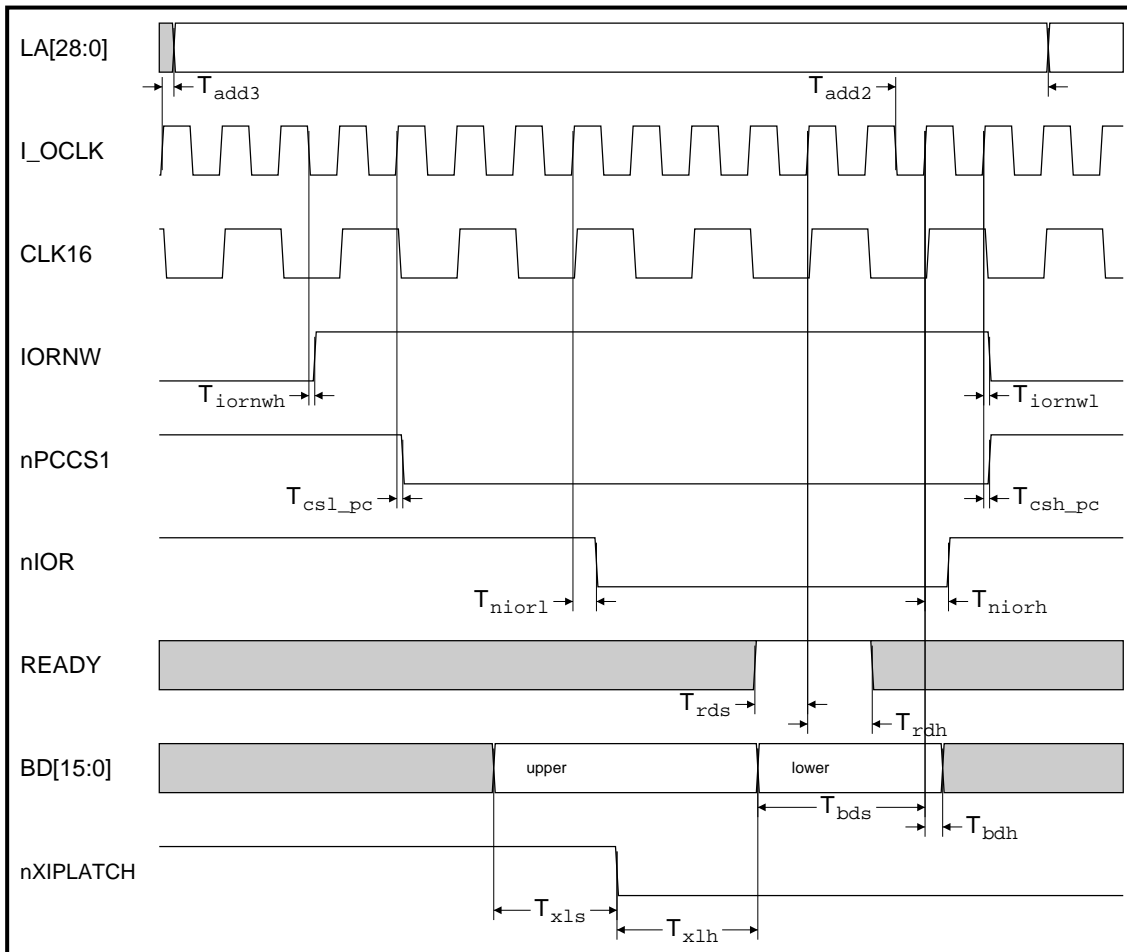 LA[28:0]
Tadd3
Tadd2
I_OCLK
CLK16
IORNW
Tiornwh
Tiornwl
nPCCS1
Tcsl_pc
Tcsh_pc
nIOR
Tniorl
Tniorh
READY
Trds
Trdh
BD[15:0]
upper
lower
Tbds
Tbdh
nXIPLATCH
Txls
Txlh